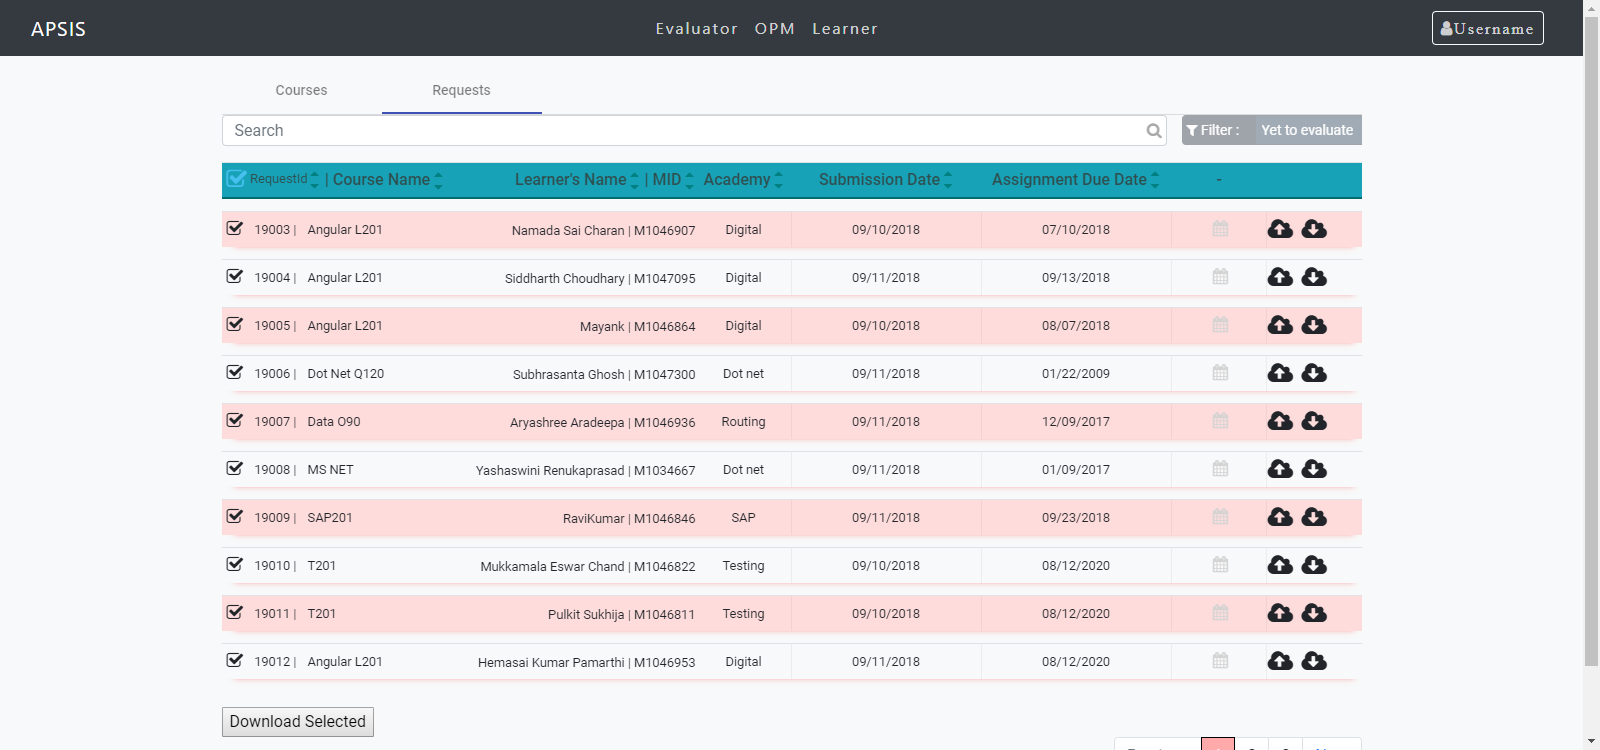 APSIS Evaluator OPM Learner Username
Courses Requests
Search Filter : Yet to evaluate
RequestId | Course Name Learner's Name | MID Academy Submission Date Assignment Due Date -
19003 | Angular L201 Namada Sai Charan | M1046907 Digital 09/10/2018 07/10/2018
19004 | Angular L201 Siddharth Choudhary | M1047095 Digital 09/11/2018 09/13/2018
19005 | Angular L201 Mayank | M1046864 Digital 09/10/2018 08/07/2018
19006 | Dot Net Q120 Subhrasanta Ghosh | M1047300 Dot net 09/11/2018 01/22/2009
19007 | Data O90 Aryashree Aradeepa | M1046936 Routing 09/11/2018 12/09/2017
19008 | MS NET Yashaswini Renukaprasad | M1034667 Dot net 09/11/2018 01/09/2017
19009 | SAP201 RaviKumar | M1046846 SAP 09/11/2018 09/23/2018
19010 | T201 Mukkamala Eswar Chand | M1046822 Testing 09/10/2018 08/12/2020
19011 | T201 Pulkit Sukhija | M1046811 Testing 09/10/2018 08/12/2020
19012 | Angular L201 Hemasai Kumar Pamarthi | M1046953 Digital 09/11/2018 08/12/2020
Download Selected